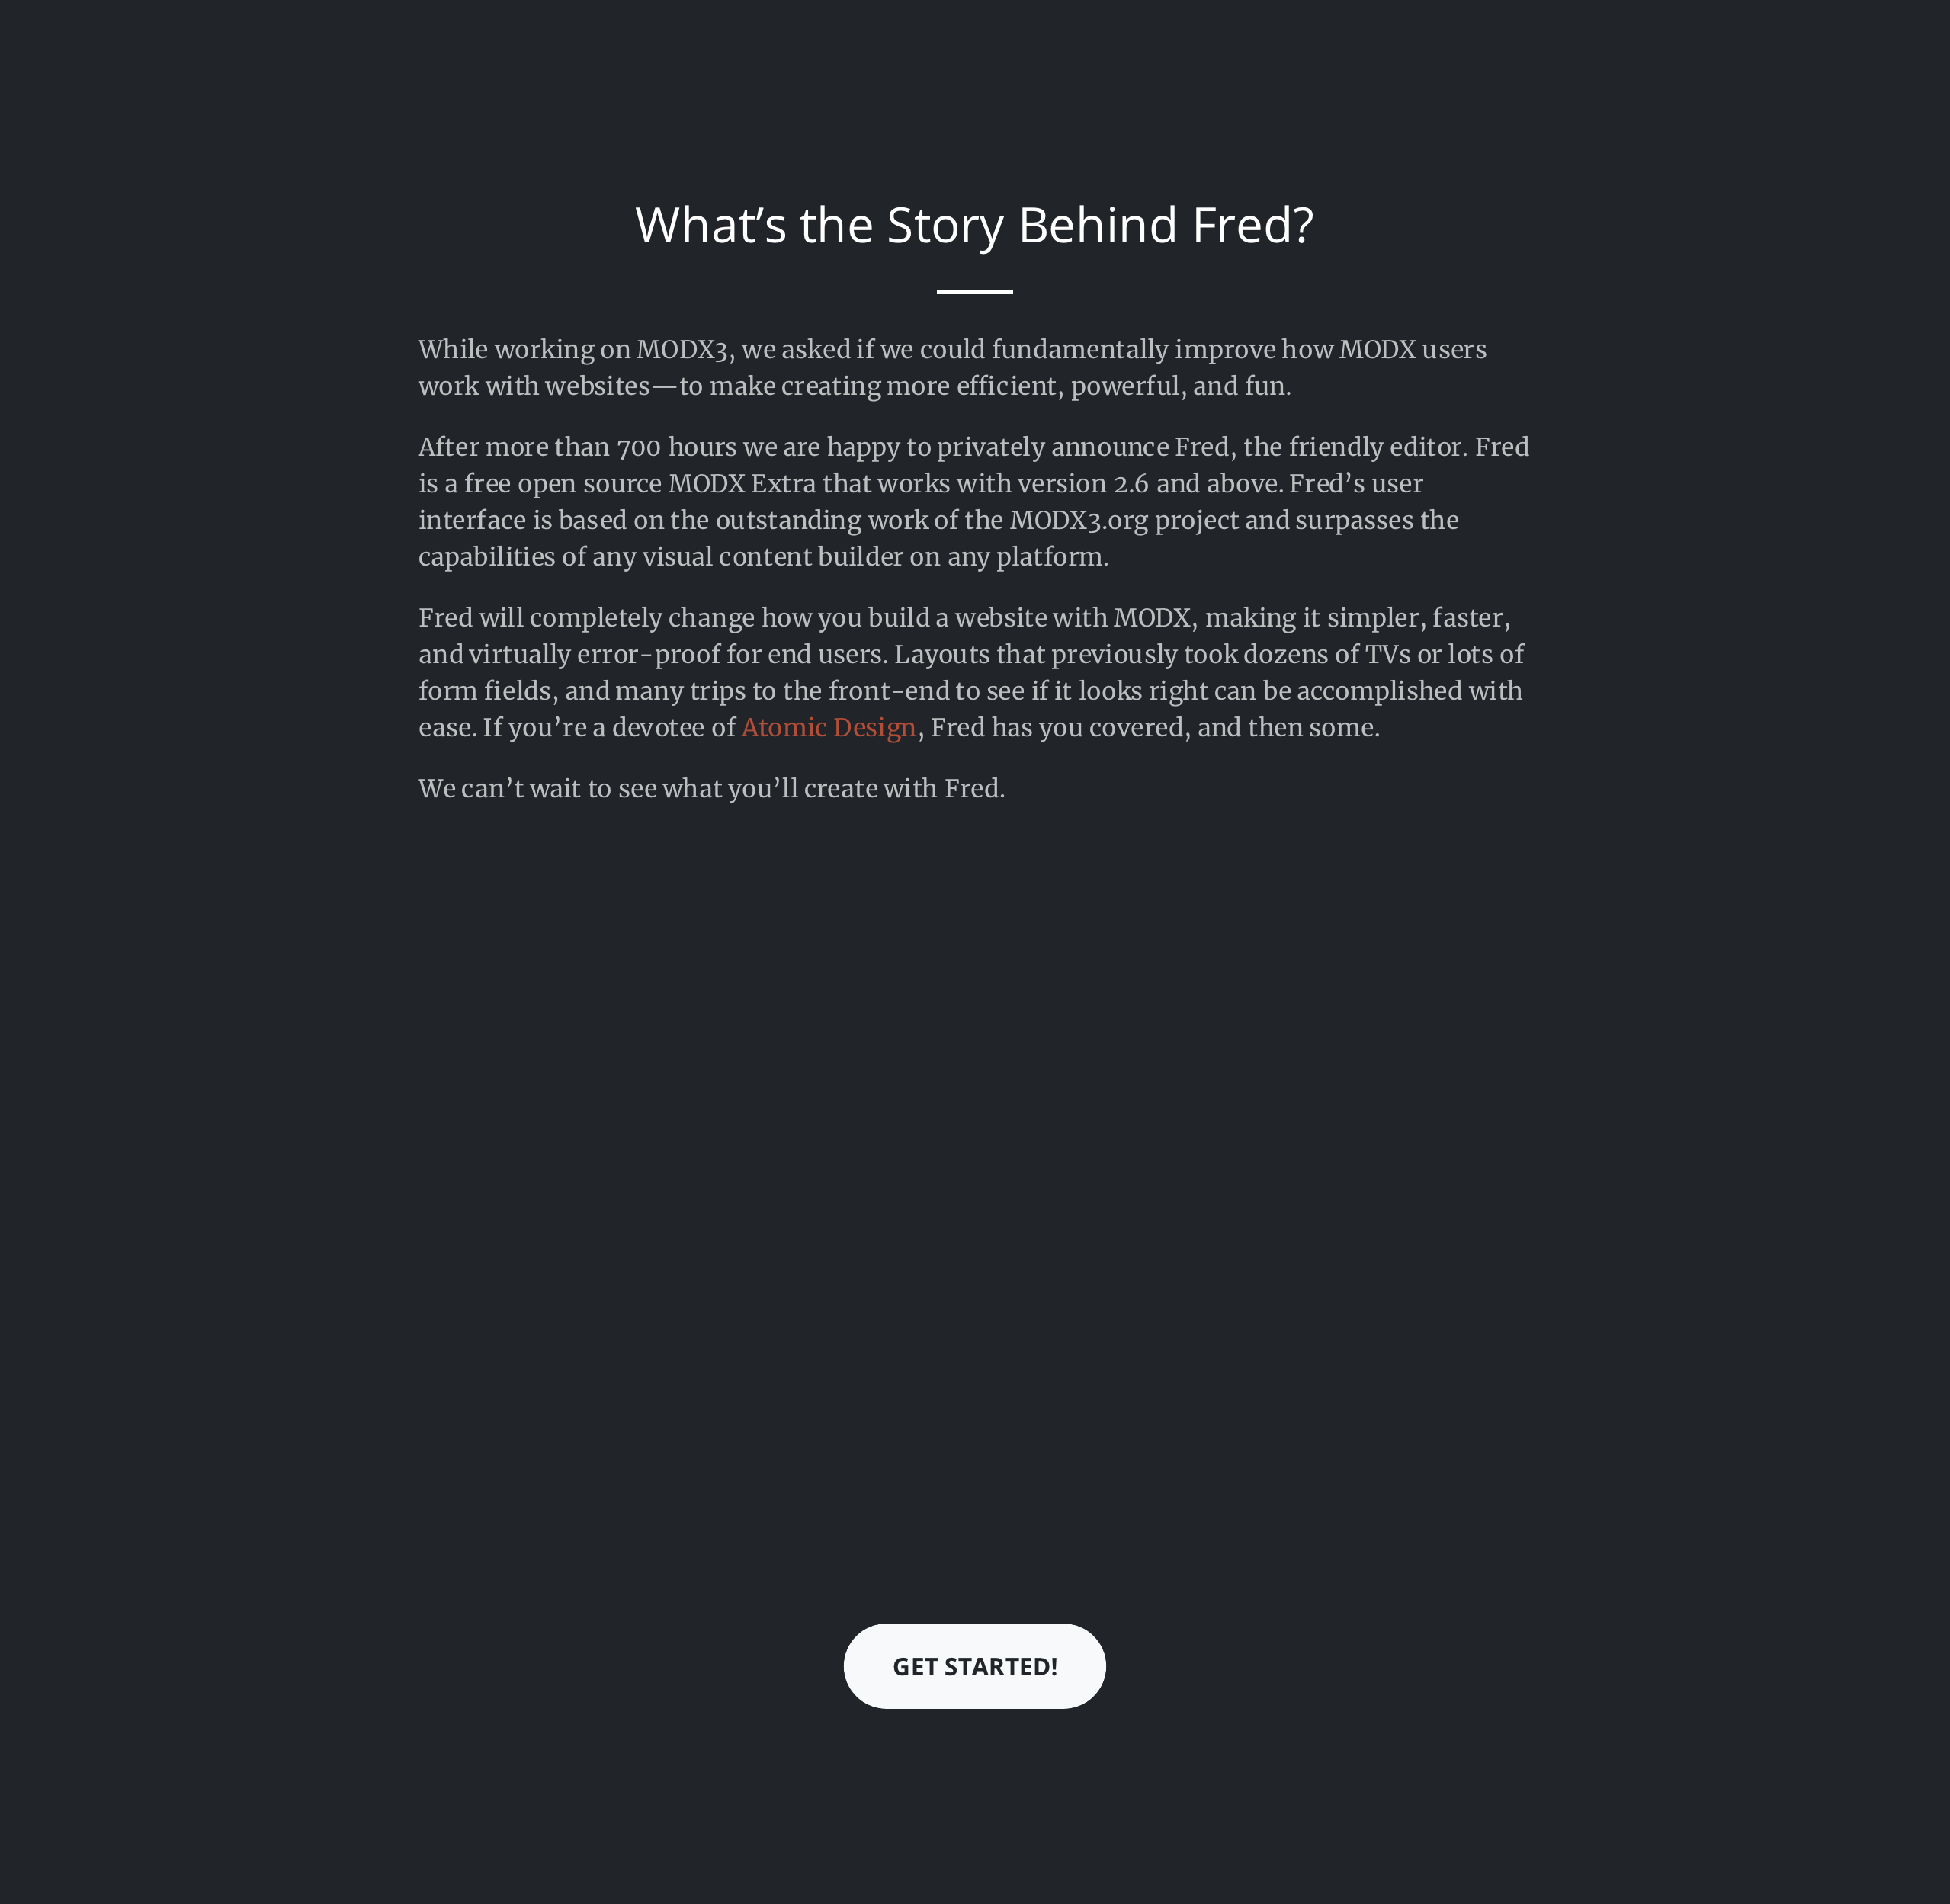 What’s the Story Behind Fred?
While working on MODX3, we asked if we could fundamentally improve how MODX users
work with websites—to make creating more efficient, powerful, and fun.
After more than 700 hours we are happy to privately announce Fred, the friendly editor. Fred
is a free open source MODX Extra that works with version 2.6 and above. Fred’s user
interface is based on the outstanding work of the MODX3.org project and surpasses the
capabilities of any visual content builder on any platform.
Fred will completely change how you build a website with MODX, making it simpler, faster,
and virtually error-proof for end users. Layouts that previously took dozens of TVs or lots of
form fields, and many trips to the front-end to see if it looks right can be accomplished with
ease. If you’re a devotee of Atomic Design, Fred has you covered, and then some.
We can’t wait to see what you’ll create with Fred.
GET STARTED!